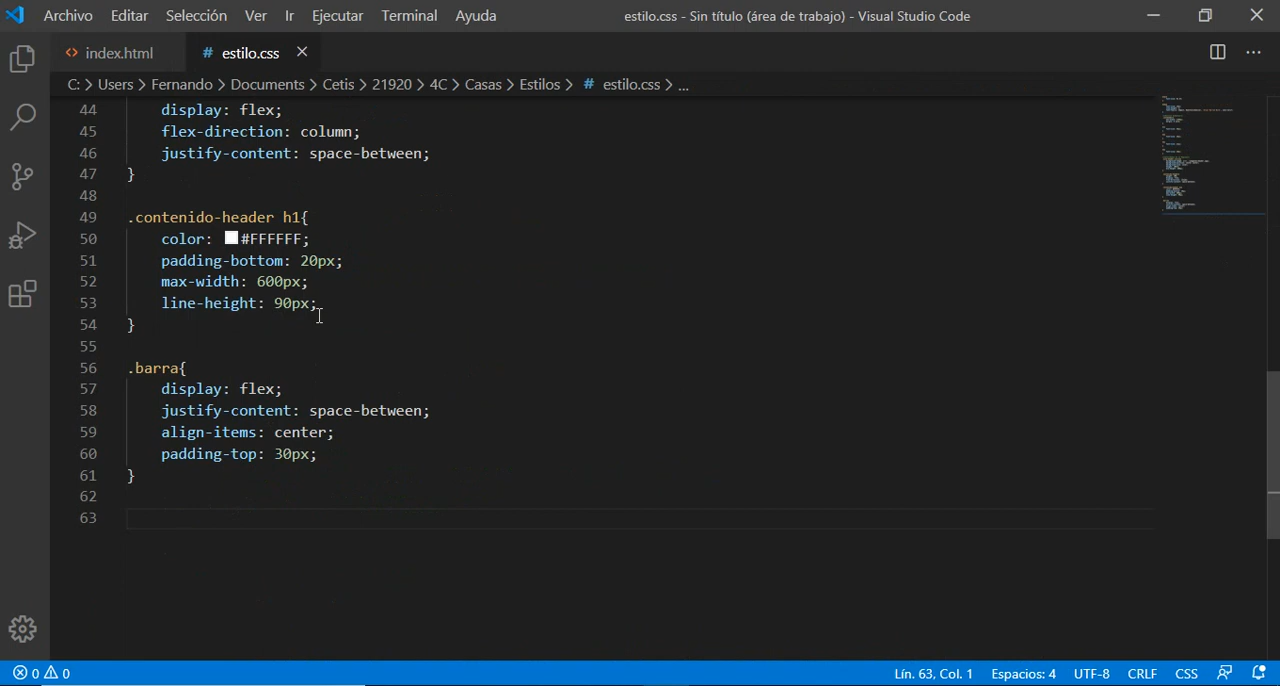 Archivo Editar Selección Ver Ir Ejecutar Terminal Ayuda estilo.css - Sin título (área de trabajo) - Visual Studio Code
index.html # estilo.css
C: > Users > Fernando > Documents > Cetis > 21920 > 4C > Casas > Estilos > # estilo.css > ...
44 display: flex;
45 flex-direction: column;
46 justify-content: space-between;
47 }
48
49 .contenido-header h1{
50 color: #FFFFFF;
51 padding-bottom: 20px;
52 max-width: 600px;
53 line-height: 90px;
54 }
55
56 .barra{
57 display: flex;
58 justify-content: space-between;
59 align-items: center;
60 padding-top: 30px;
61 }
62
63
0 0 Lín. 63, Col. 1 Espacios: 4 UTF-8 CRLF CSS